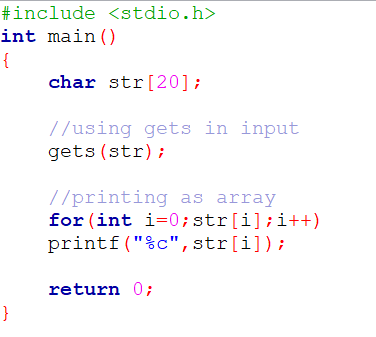 #include <stdio.h>
int main()
{
    char str[20];

    //using gets in input
    gets(str);

    //printing as array
    for(int i=0;str[i];i++)
    printf("%c",str[i]);

    return 0;
}